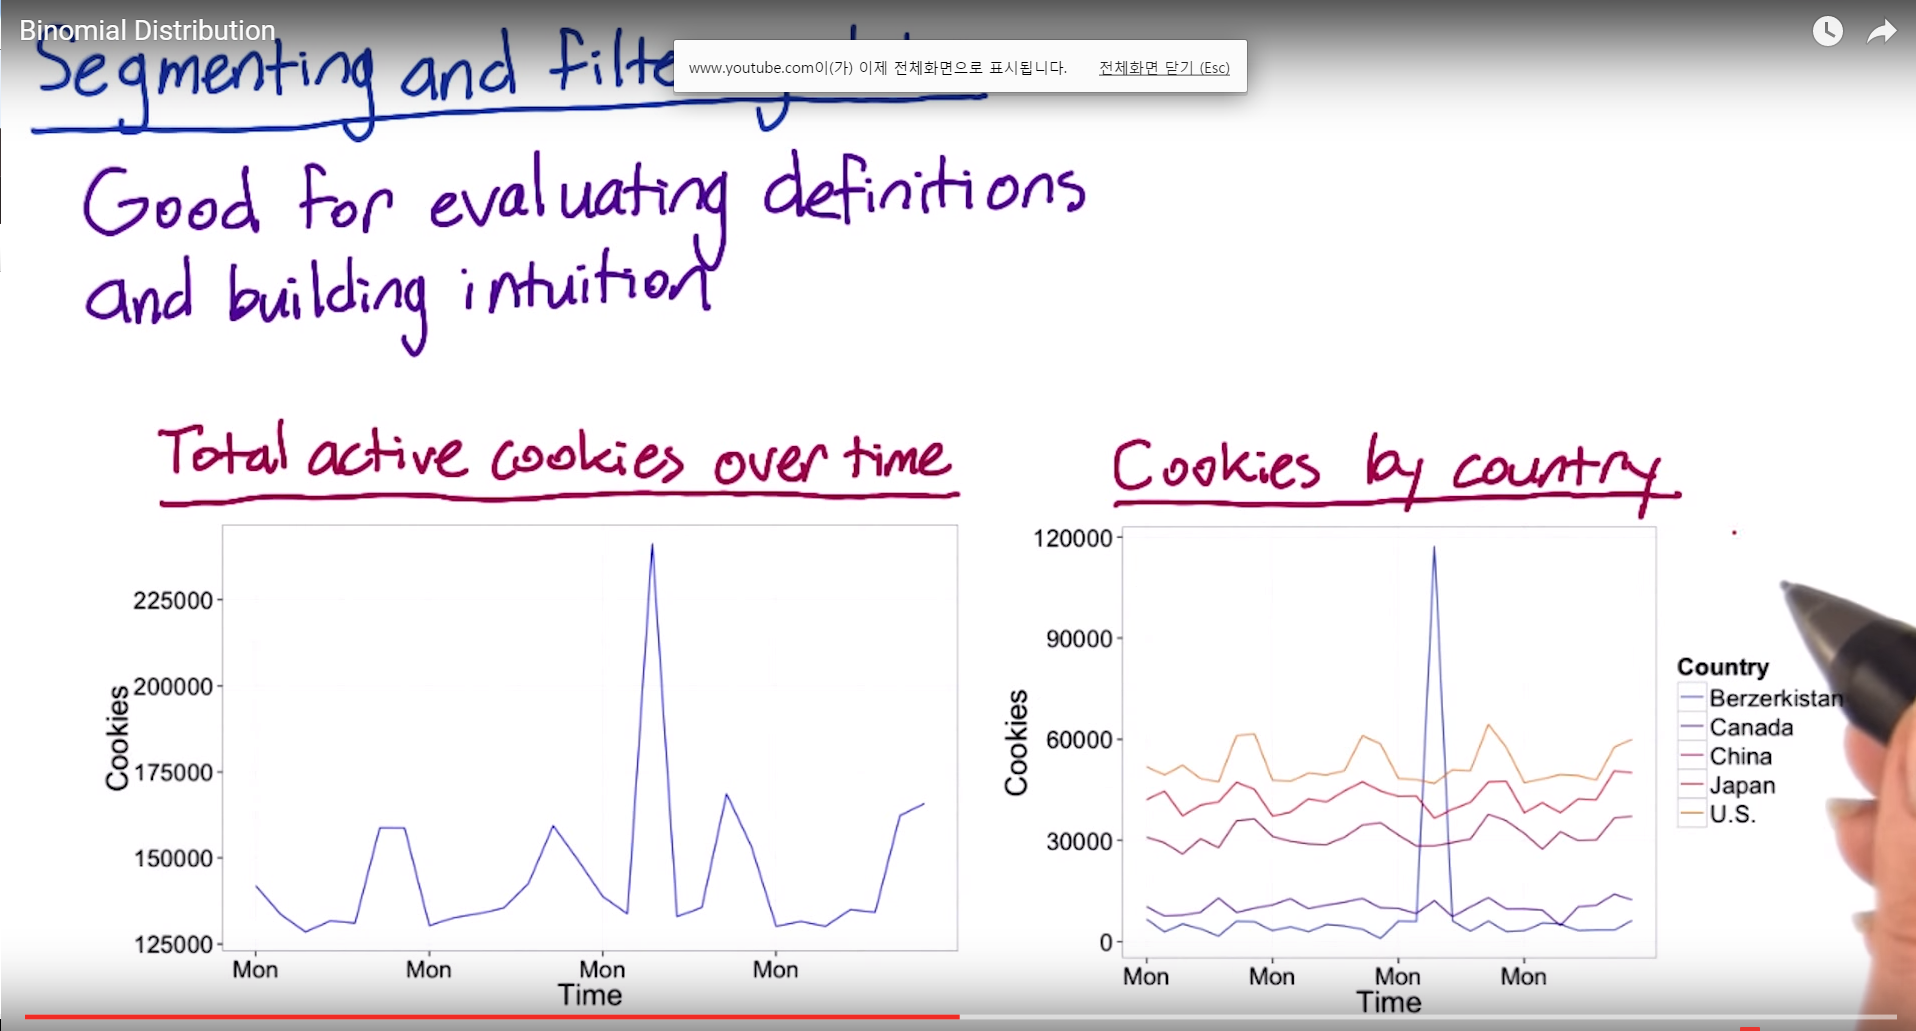 Binomial Distribution
Segmenting and filte
www.youtube.com이(가) 이제 전체화면으로 표시됩니다. 전체화면 닫기 (Esc)
Good for evaluating definitions
and building intuition
Total active cookies over time
225000
200000
175000
150000
125000
Cookies
Mon Mon Mon Mon
Time
Cookies by country
120000
90000
60000
30000
0
Cookies
Mon Mon Mon Mon
Time
Country
Berzerkistan
Canada
China
Japan
U.S.